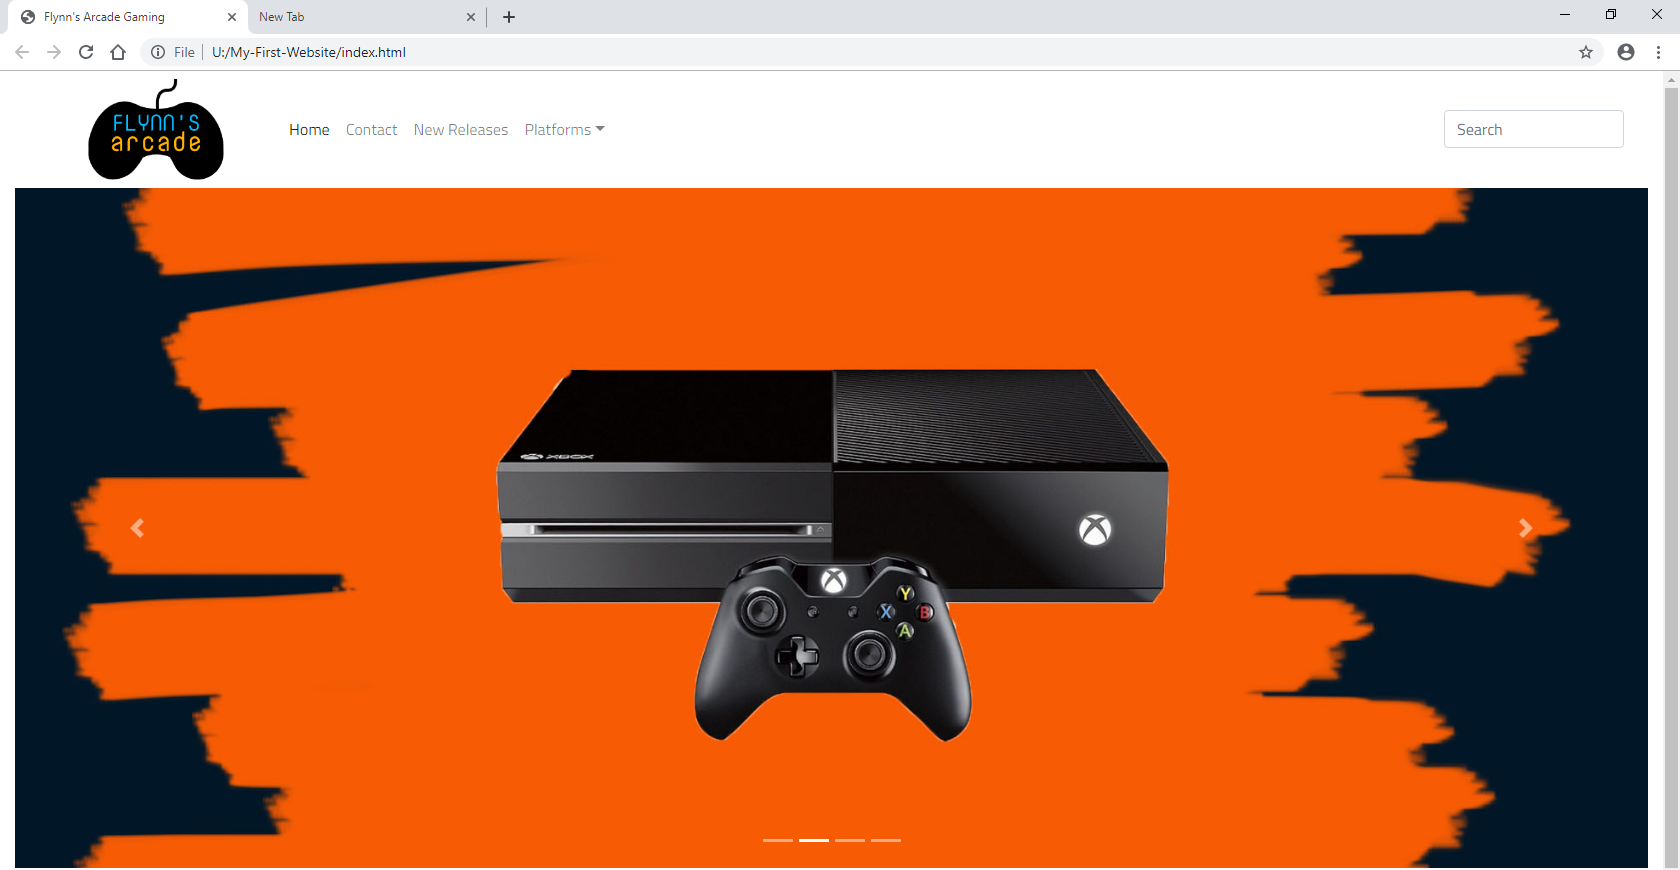 Flynn's Arcade Gaming
New Tab
File
U:/My-First-Website/index.html
FLYNN'S
arcade
Home
Contact
New Releases
Platforms
Search
XBOX
Y
X
B
A